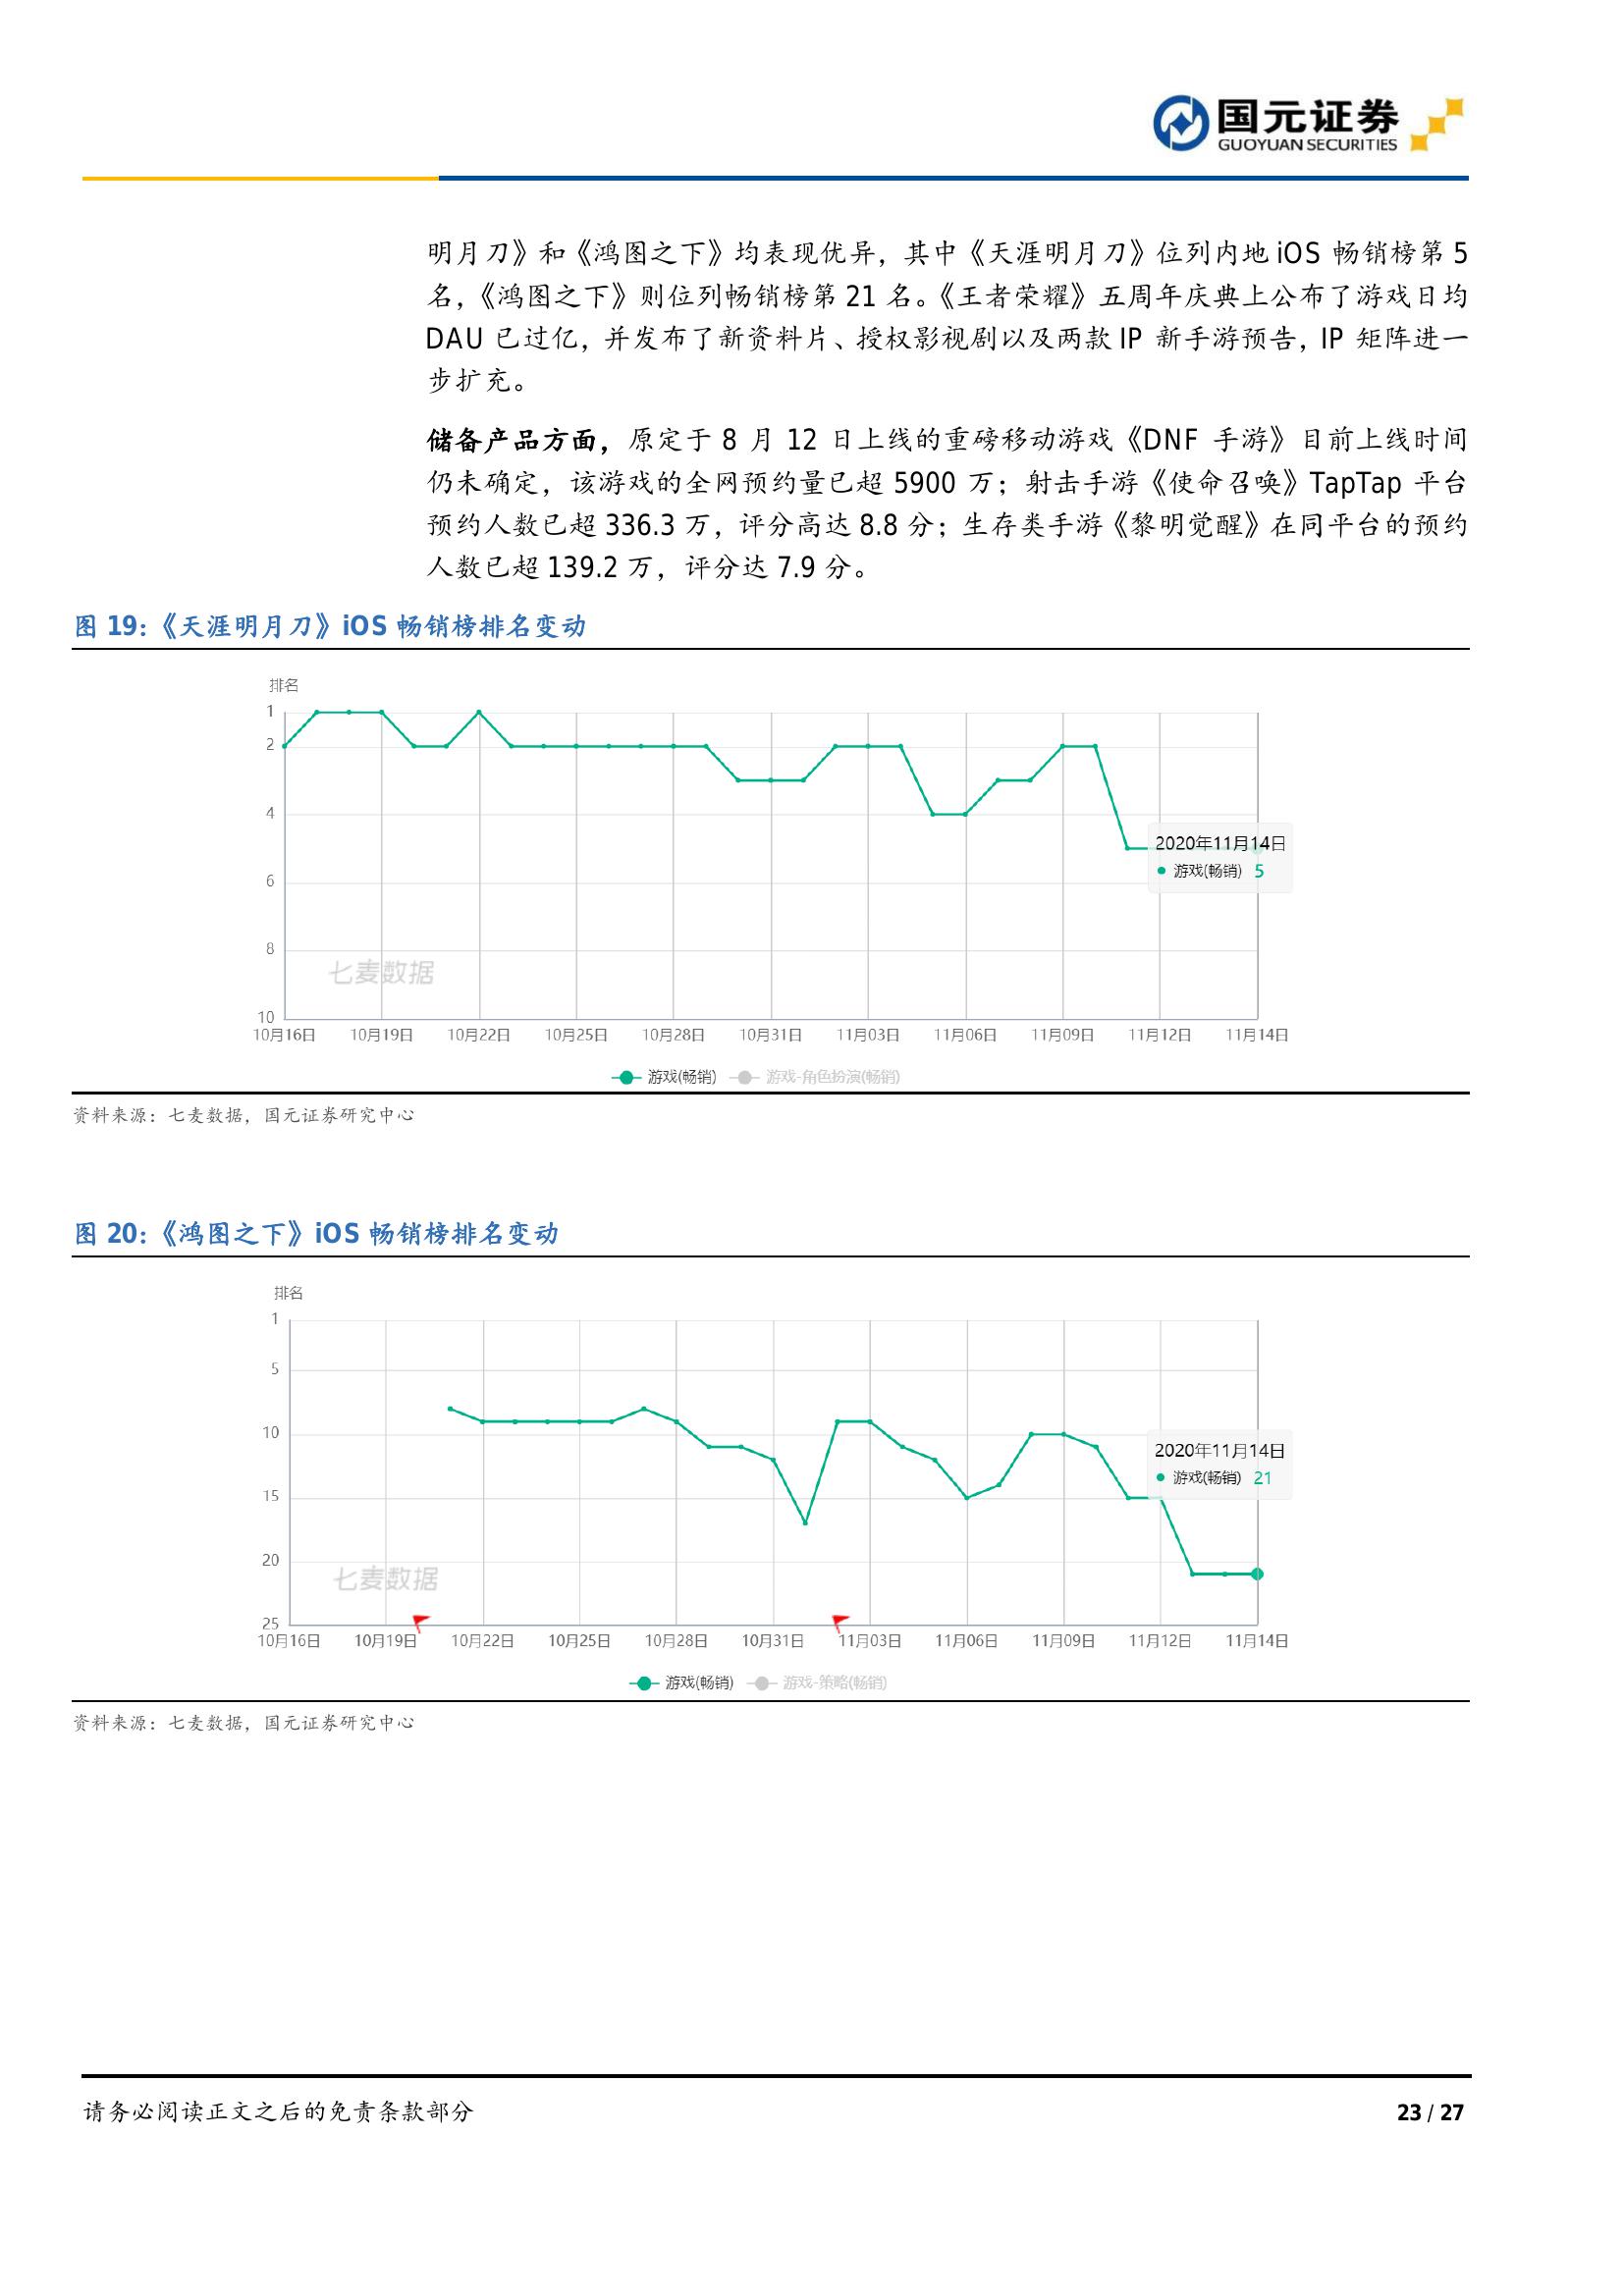 国元证券
GUOYUAN SECURITIES
明月刀》和《鸿图之下》均表现优异，其中《天涯明月刀》位列内地 iOS 畅销榜第 5
名，《鸿图之下》则位列畅销榜第 21 名。《王者荣耀》五周年庆典上公布了游戏日均
DAU 已过亿，并发布了新资料片、授权影视剧以及两款 IP 新手游预告，IP 矩阵进一
步扩充。
储备产品方面，原定于 8 月 12 日上线的重磅移动游戏《DNF 手游》目前上线时间
仍未确定，该游戏的全网预约量已超 5900 万；射击手游《使命召唤》TapTap 平台
预约人数已超 336.3 万，评分高达 8.8 分；生存类手游《黎明觉醒》在同平台的预约
人数已超 139.2 万，评分达 7.9 分。
图 19：《天涯明月刀》iOS 畅销榜排名变动
排名
1
2
4
6
8
10
2020年11月14日
游戏(畅销) 5
七麦数据
10月16日 10月19日 10月22日 10月25日 10月28日 10月31日 11月03日 11月06日 11月09日 11月12日 11月14日
游戏(畅销) 游戏-角色扮演(畅销)
资料来源：七麦数据，国元证券研究中心
图 20：《鸿图之下》iOS 畅销榜排名变动
排名
1
5
10
15
20
25
2020年11月14日
游戏(畅销) 21
七麦数据
10月16日 10月19日 10月22日 10月25日 10月28日 10月31日 11月03日 11月06日 11月09日 11月12日 11月14日
游戏(畅销) 游戏-策略(畅销)
资料来源：七麦数据，国元证券研究中心
请务必阅读正文之后的免责条款部分
23 / 27